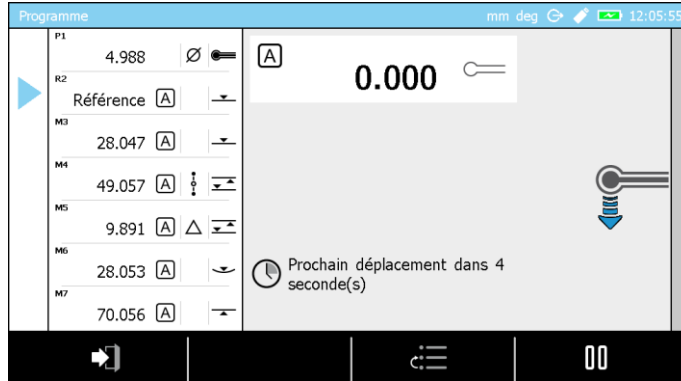 Programme
mm deg 12:05:55
P1
4.988 Ø
R2
Référence A
M3
28.047 A
M4
49.057 A
M5
9.891 A
M6
28.053 A
M7
70.056 A
A
0.000
Prochain déplacement dans 4
seconde(s)